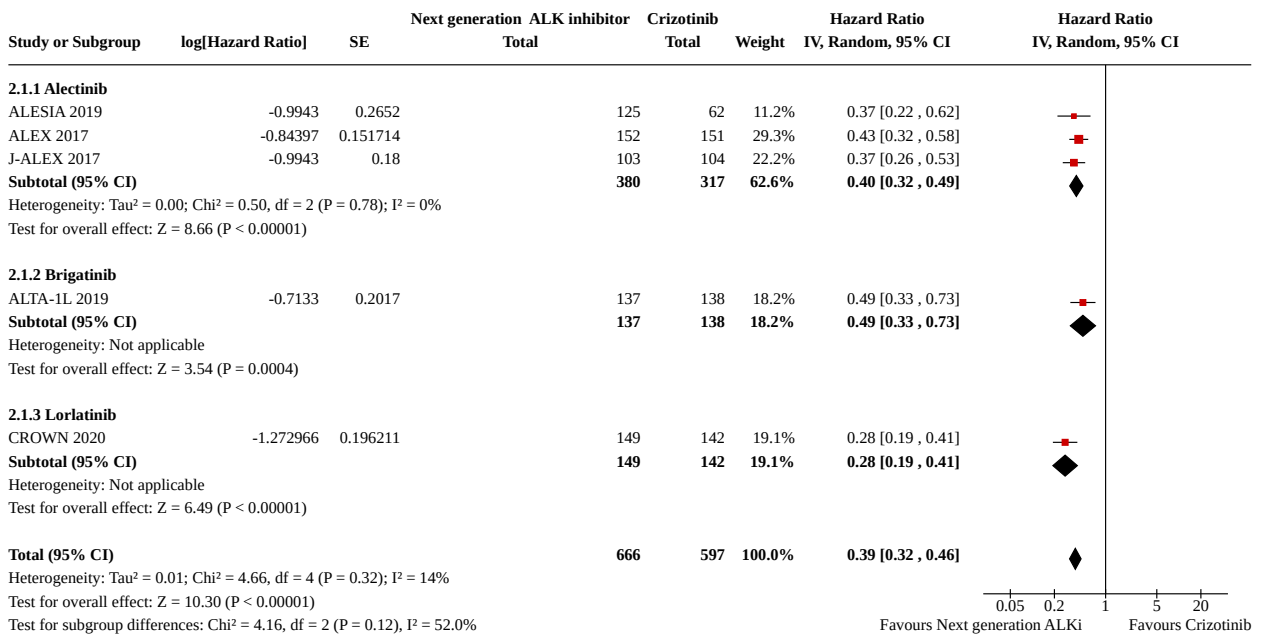 Next generation ALK inhibitor Crizotinib Hazard Ratio Hazard Ratio
Study or Subgroup log[Hazard Ratio] SE Total Total Weight IV, Random, 95% CI IV, Random, 95% CI
2.1.1 Alectinib
ALESIA 2019 -0.9943 0.2652 125 62 11.2% 0.37 [0.22 , 0.62]
ALEX 2017 -0.84397 0.151714 152 151 29.3% 0.43 [0.32 , 0.58]
J-ALEX 2017 -0.9943 0.18 103 104 22.2% 0.37 [0.26 , 0.53]
Subtotal (95% CI) 380 317 62.6% 0.40 [0.32 , 0.49]
Heterogeneity: Tau² = 0.00; Chi² = 0.50, df = 2 (P = 0.78); I² = 0%
Test for overall effect: Z = 8.66 (P < 0.00001)
2.1.2 Brigatinib
ALTA-1L 2019 -0.7133 0.2017 137 138 18.2% 0.49 [0.33 , 0.73]
Subtotal (95% CI) 137 138 18.2% 0.49 [0.33 , 0.73]
Heterogeneity: Not applicable
Test for overall effect: Z = 3.54 (P = 0.0004)
2.1.3 Lorlatinib
CROWN 2020 -1.272966 0.196211 149 142 19.1% 0.28 [0.19 , 0.41]
Subtotal (95% CI) 149 142 19.1% 0.28 [0.19 , 0.41]
Heterogeneity: Not applicable
Test for overall effect: Z = 6.49 (P < 0.00001)
Total (95% CI) 666 597 100.0% 0.39 [0.32 , 0.46]
Heterogeneity: Tau² = 0.01; Chi² = 4.66, df = 4 (P = 0.32); I² = 14%
Test for overall effect: Z = 10.30 (P < 0.00001)
0.05 0.2 1 5 20
Test for subgroup differences: Chi² = 4.16, df = 2 (P = 0.12), I² = 52.0%
Favours Next generation ALKi Favours Crizotinib